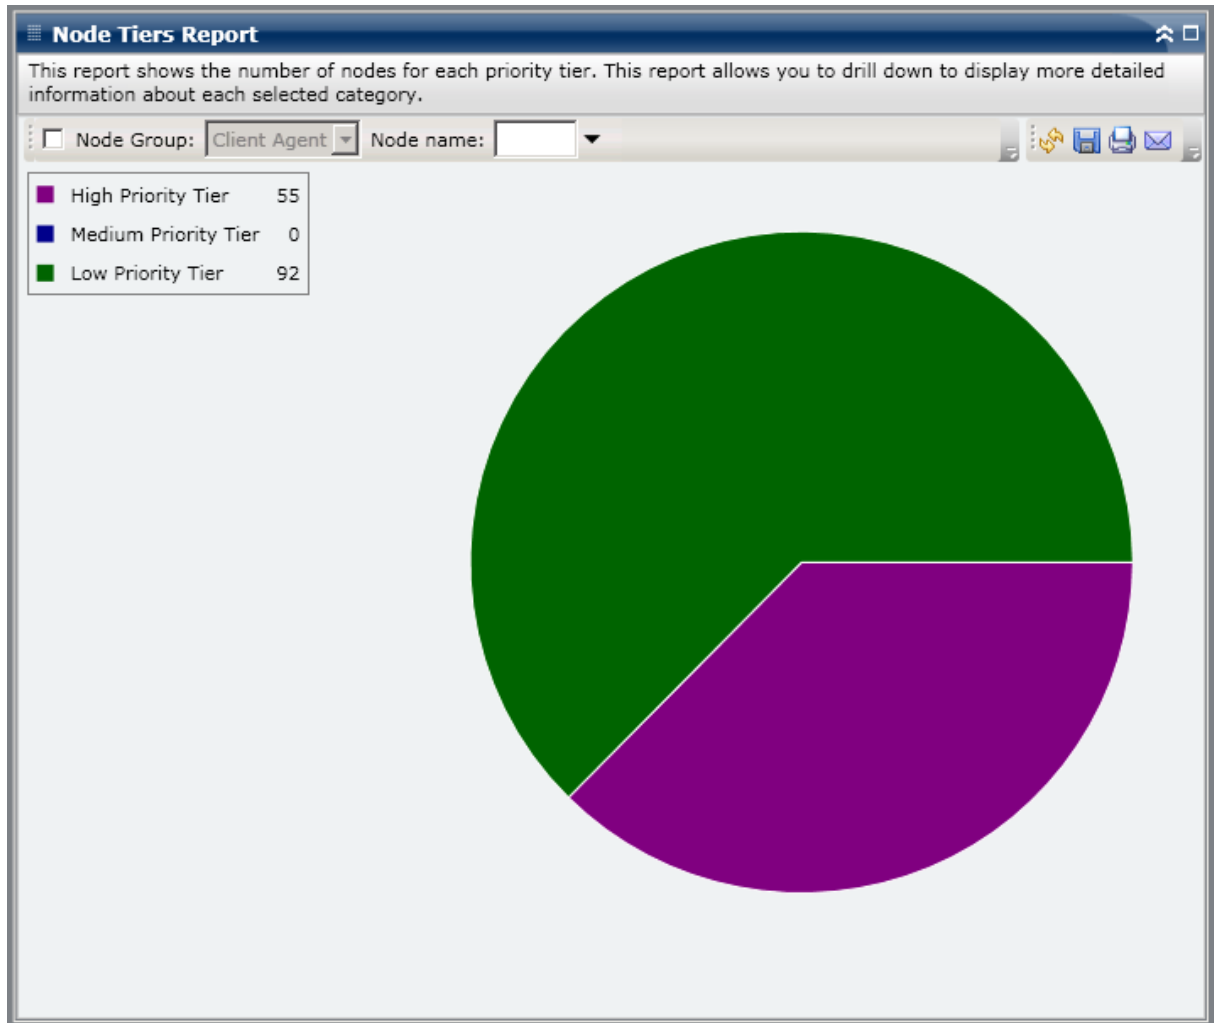 Node Tiers Report
This report shows the number of nodes for each priority tier. This report allows you to drill down to display more detailed
information about each selected category.
Node Group: Client Agent Node name:
High Priority Tier 55
Medium Priority Tier 0
Low Priority Tier 92